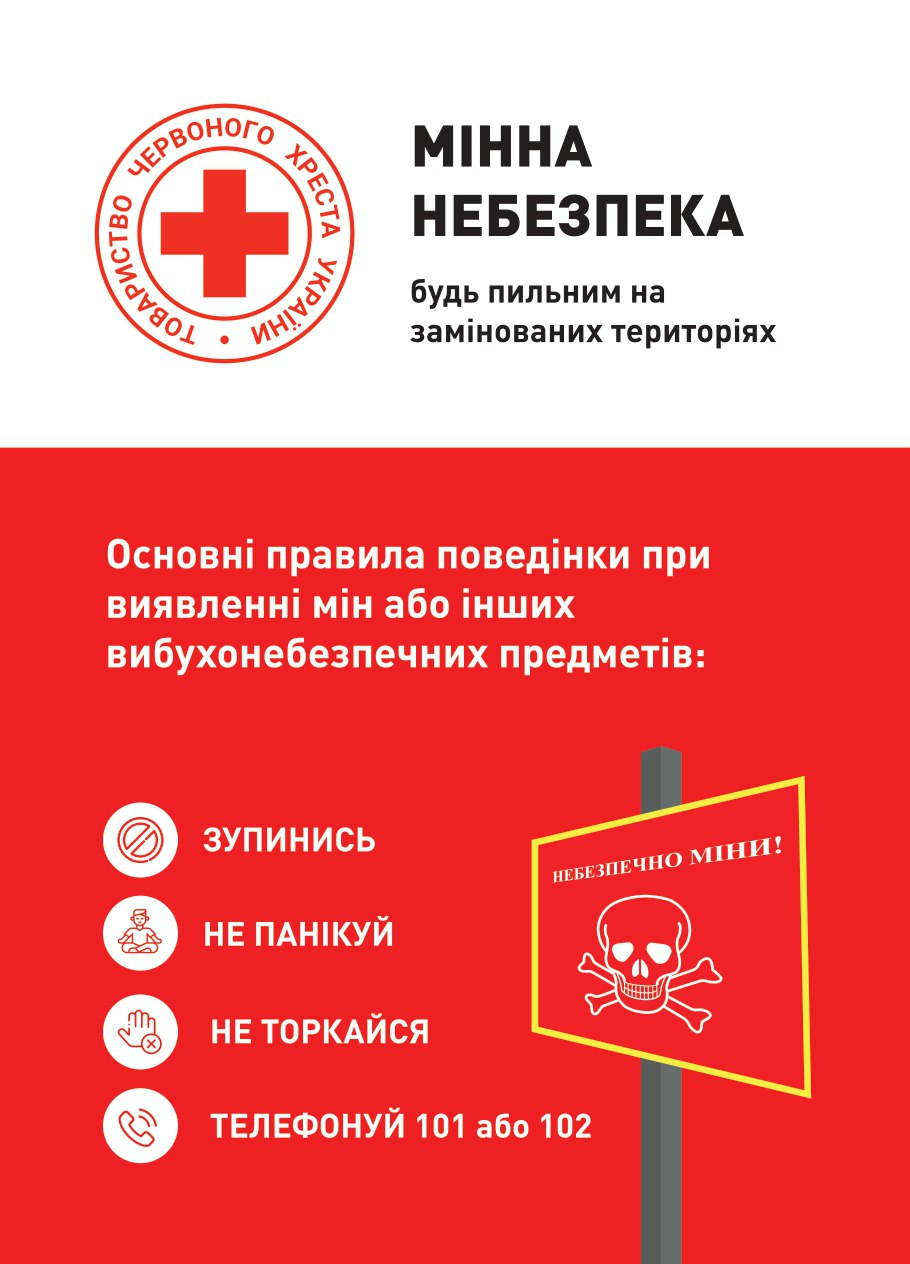 ТОВАРИСТВО ЧЕРВОНОГО ХРЕСТА УКРАЇНИ •
МІННА
НЕБЕЗПЕКА
будь пильним на
замінованих територіях
Основні правила поведінки при
виявленні мін або інших
вибухонебезпечних предметів:
ЗУПИНИСЬ
НЕ ПАНІКУЙ
НЕ ТОРКАЙСЯ
ТЕЛЕФОНУЙ 101 або 102
НЕБЕЗПЕЧНО МІНИ!